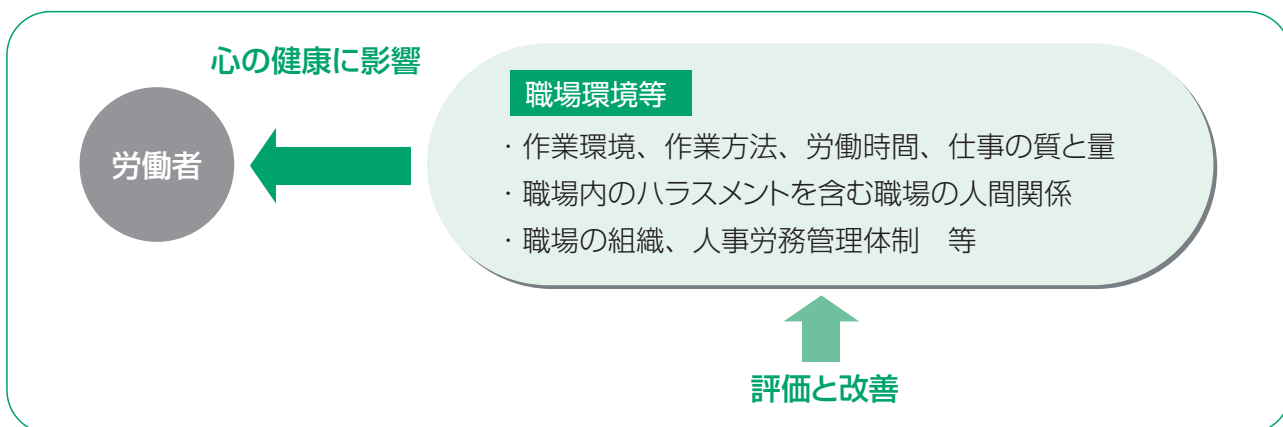 心の健康に影響
労働者
職場環境等
・作業環境、作業方法、労働時間、仕事の質と量
・職場内のハラスメントを含む職場の人間関係
・職場の組織、人事労務管理体制　等
評価と改善